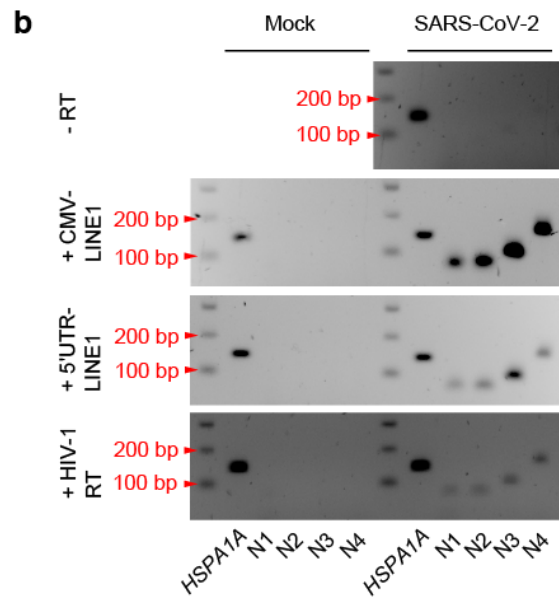 b
Mock
SARS-CoV-2
- RT
200 bp
100 bp
+ CMV-
LINE1
200 bp
100 bp
+ 5'UTR-
LINE1
200 bp
100 bp
+ HIV-1
RT
200 bp
100 bp
HSPA1A
N1
N2
N3
N4
HSPA1A
N1
N2
N3
N4